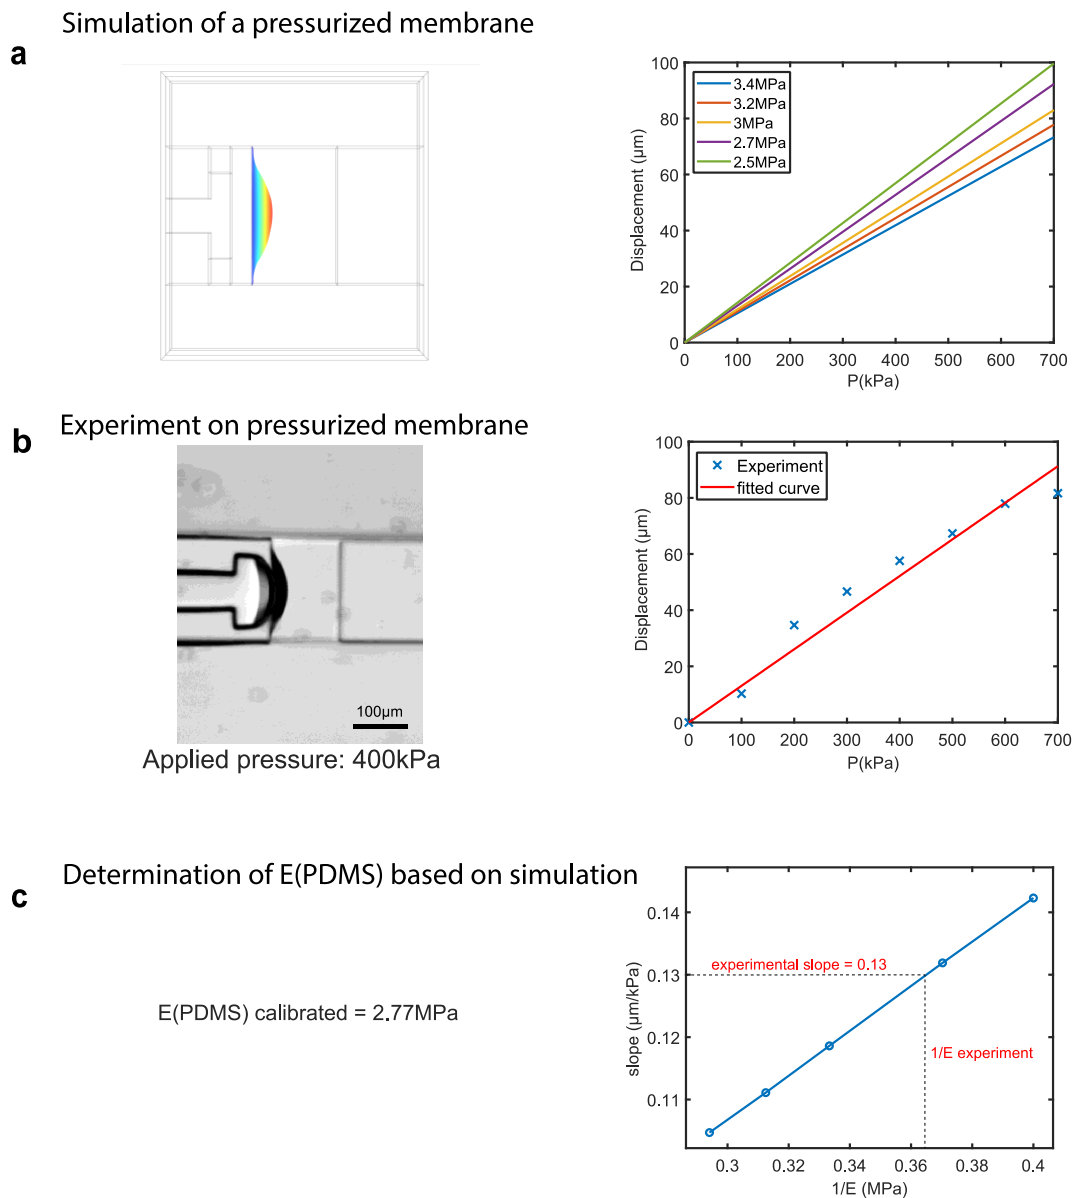 Simulation of a pressurized membrane
a
3.4MPa
3.2MPa
3MPa
2.7MPa
2.5MPa
Displacement (µm)
0
20
40
60
80
100
0 100 200 300 400 500 600 700
P(kPa)
Experiment on pressurized membrane
b
100µm
Applied pressure: 400kPa
Experiment
fitted curve
Displacement (µm)
0
20
40
60
80
100
0 100 200 300 400 500 600 700
P(kPa)
Determination of E(PDMS) based on simulation
c
E(PDMS) calibrated = 2.77MPa
slope (µm/kPa)
0.14
0.13
0.12
0.11
experimental slope = 0.13
1/E experiment
0.3 0.32 0.34 0.36 0.38 0.4
1/E (MPa)